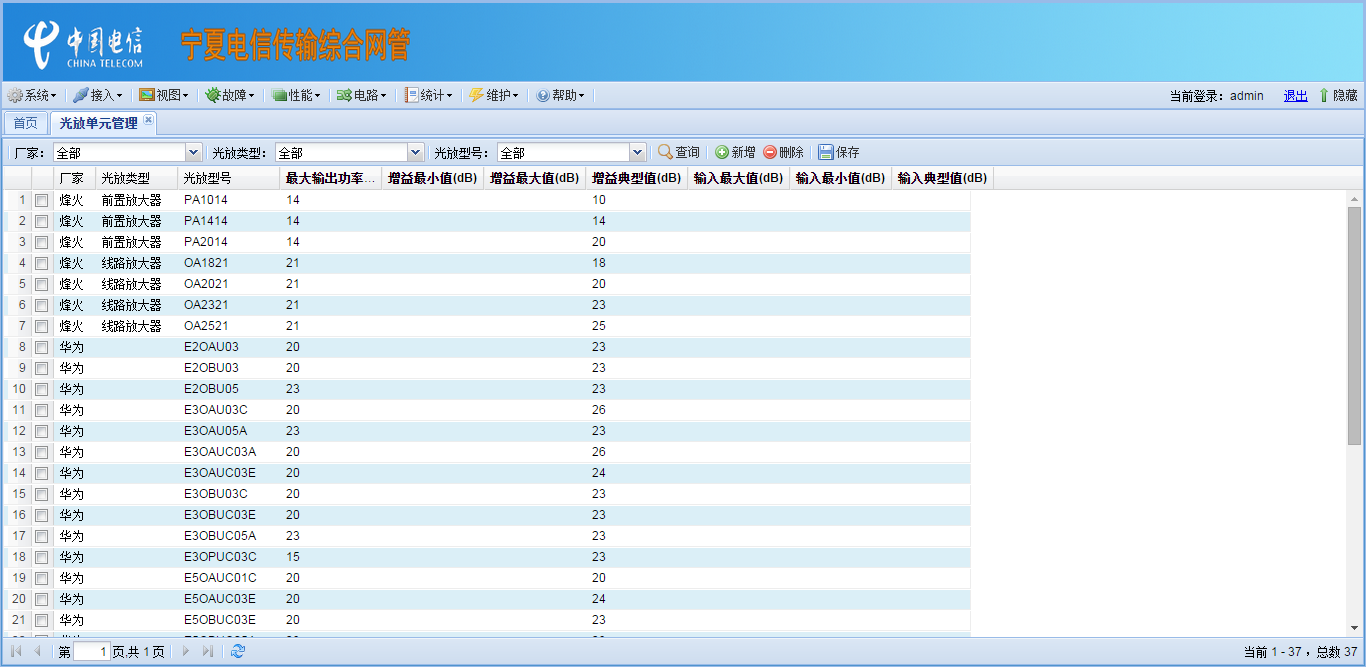 中国电信 宁夏电信传输综合网管
CHINA TELECOM
系统 接入 视图 故障 性能 电路 统计 维护 帮助 当前登录：admin 退出 隐藏
首页 光放单元管理
厂家： 全部 光放类型： 全部 光放型号： 全部 查询 新增 删除 保存
厂家 光放类型 光放型号 最大输出功率... 增益最小值(dB) 增益最大值(dB) 增益典型值(dB) 输入最大值(dB) 输入最小值(dB) 输入典型值(dB)
1 烽火 前置放大器 PA1014 14 10
2 烽火 前置放大器 PA1414 14 14
3 烽火 前置放大器 PA2014 14 20
4 烽火 线路放大器 OA1821 21 18
5 烽火 线路放大器 OA2021 21 20
6 烽火 线路放大器 OA2321 21 23
7 烽火 线路放大器 OA2521 21 25
8 华为 E2OAU03 20 23
9 华为 E2OBU03 20 23
10 华为 E2OBU05 23 23
11 华为 E3OAU03C 20 26
12 华为 E3OAU05A 23 23
13 华为 E3OAUC03A 20 26
14 华为 E3OAUC03E 20 24
15 华为 E3OBU03C 20 23
16 华为 E3OBUC03E 20 23
17 华为 E3OBUC05A 23 23
18 华为 E3OPUC03C 15 23
19 华为 E5OAUC01C 20 20
20 华为 E5OAUC03E 20 24
21 华为 E5OBUC03E 20 23
第 1 页,共 1 页 当前 1 - 37 ，总数 37